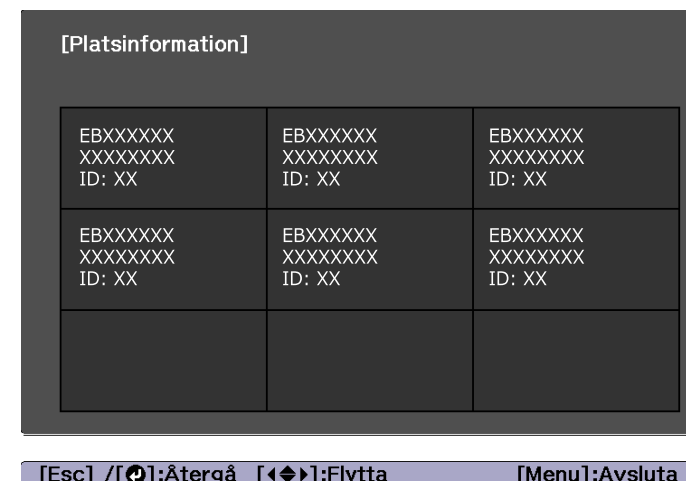 [Platsinformation]
EBXXXXXX EBXXXXXX EBXXXXXX
XXXXXXXX XXXXXXXX XXXXXXXX
ID: XX ID: XX ID: XX
EBXXXXXX EBXXXXXX EBXXXXXX
XXXXXXXX XXXXXXXX XXXXXXXX
ID: XX ID: XX ID: XX
[Esc] /[]:Återgå []:Flytta [Menu]:Avsluta